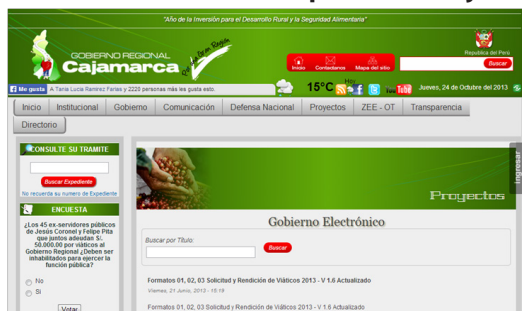 "Año de la Inversión para el Desarrollo Rural y la Seguridad Alimentaria"
GOBIERNO REGIONAL
Cajamarca
Inicio Contactanos Mapa del sitio
República del Perú
Buscar
Me gusta A Tania Lucia Ramirez Farias y 2220 personas más les gusta esto.
Hoy
15°C
You Tube
Jueves, 24 de Octubre del 2013
Inicio Institucional Gobierno Comunicación Defensa Nacional Proyectos ZEE - OT Transparencia
Directorio
CONSULTE SU TRAMITE
Buscar Expediente
No recuerda su numero de Expediente
ENCUESTA
¿Los 45 ex-servidores públicos
de Jesús Coronel y Felipe Pita
que juntos adeudan S/.
50.000.00 por viáticos al
Gobierno Regional ¿Deben ser
inhabilitados para ejercer la
función pública?
No
Si
Votar
Ingresar
Proyectos
Gobierno Electrónico
Buscar por Título:
Buscar
Formatos 01, 02, 03 Solicitud y Rendición de Viáticos 2013 - V 1.6 Actualizado
Viernes, 21 Junio, 2013 - 15:19
Formatos 01, 02, 03 Solicitud y Rendición de Viáticos 2013 - V 1.6 Actualizado